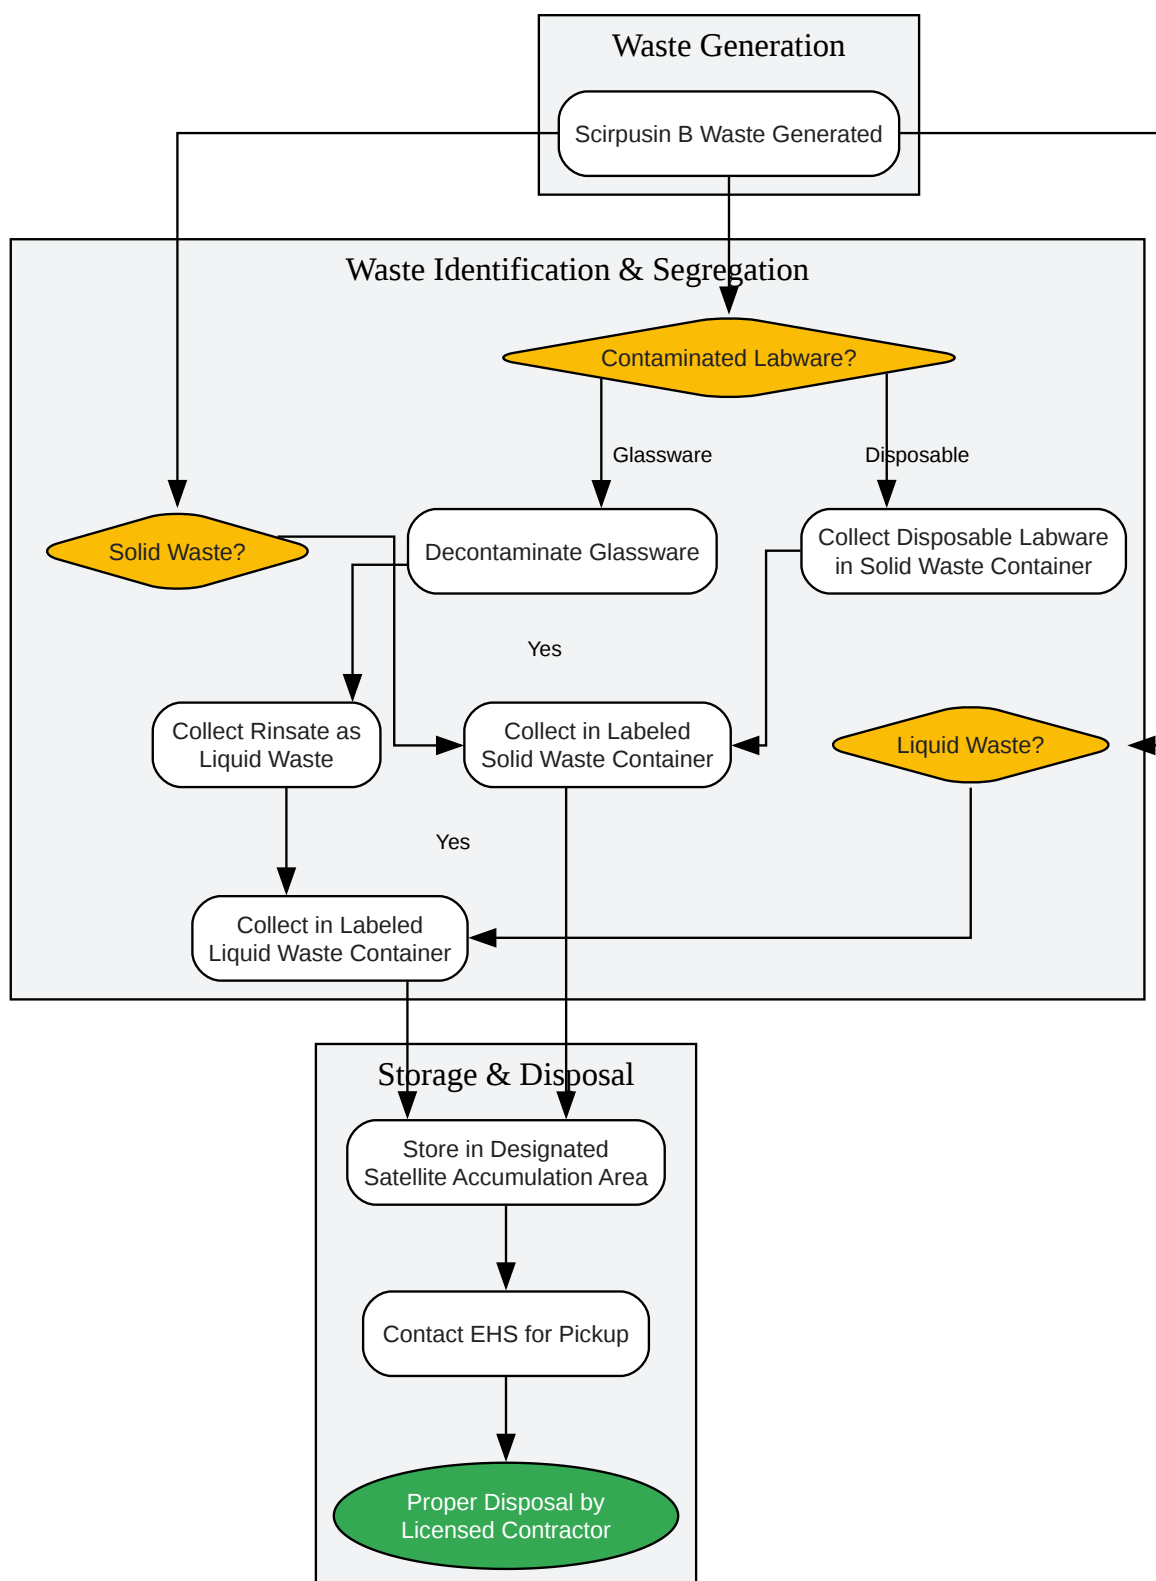 Waste Generation
Scirpusin B Waste Generated
Waste Identification & Segregation
Contaminated Labware?
Glassware
Disposable
Solid Waste?
Decontaminate Glassware
Collect Disposable Labware
in Solid Waste Container
Yes
Collect Rinsate as
Liquid Waste
Collect in Labeled
Solid Waste Container
Liquid Waste?
Yes
Collect in Labeled
Liquid Waste Container
Storage & Disposal
Store in Designated
Satellite Accumulation Area
Contact EHS for Pickup
Proper Disposal by
Licensed Contractor